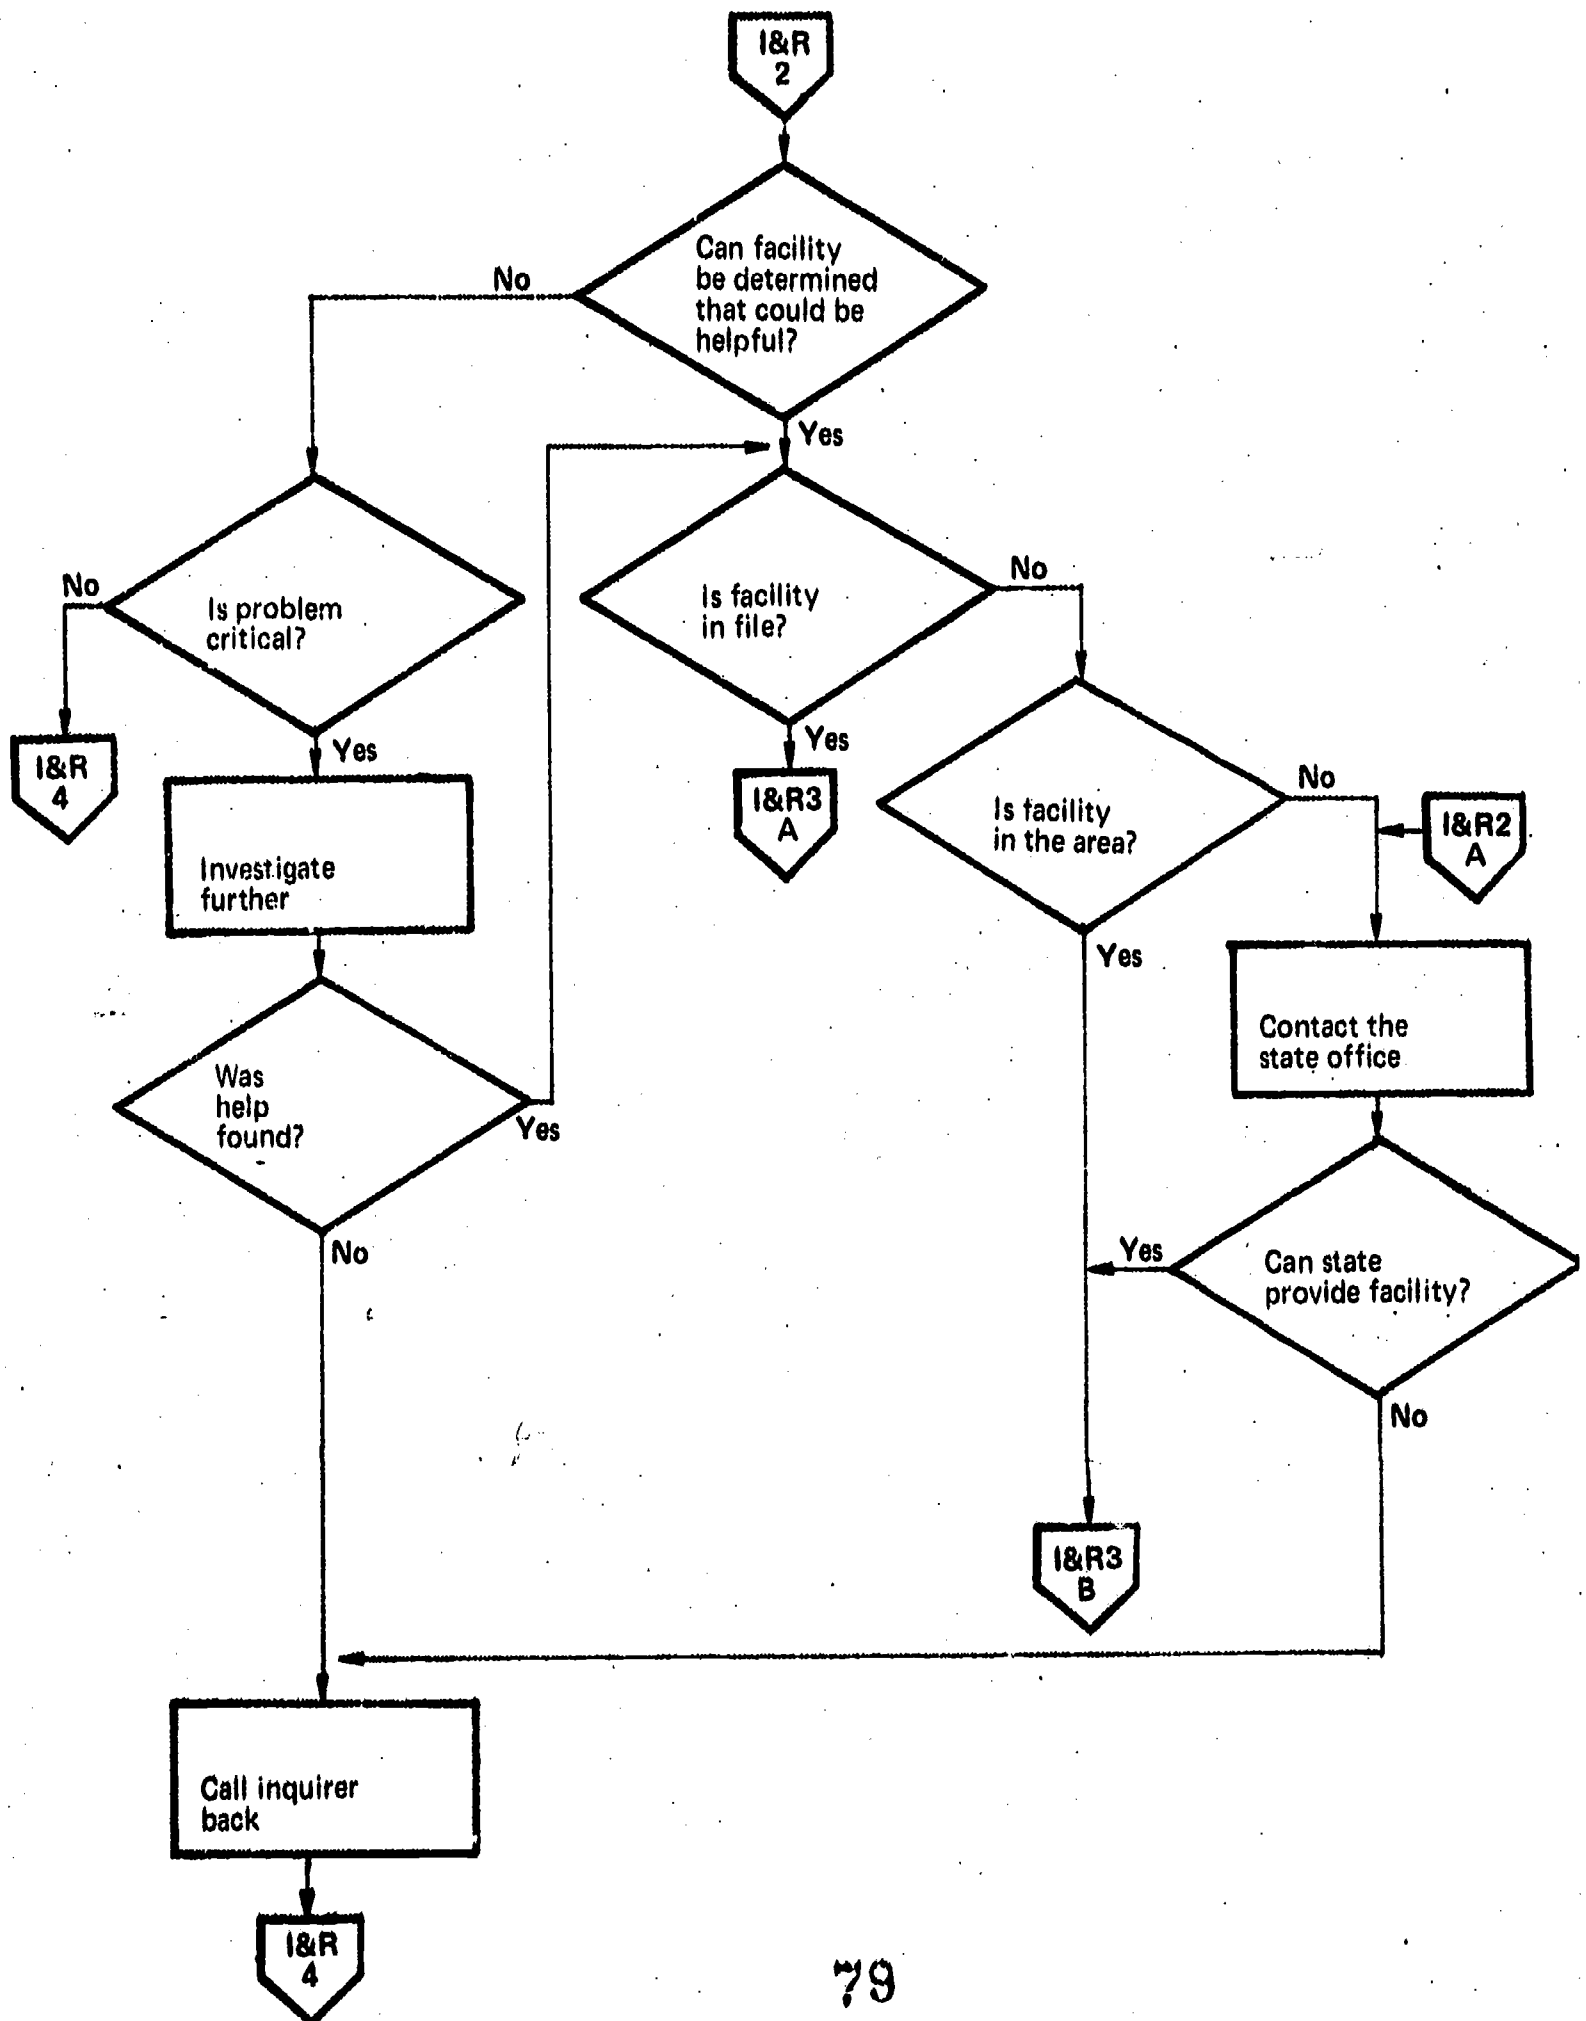 I&R
2
Can facility
be determined
that could be
helpful?
No
Yes
Is problem
critical?
No
Yes
Is facility
in file?
No
Yes
I&R
4
I&R3
A
Is facility
in the area?
No
Yes
I&R2
A
Investigate
further
Contact the
state office
Was
help
found?
Yes
No
Can state
provide facility?
Yes
No
I&R3
B
Call inquirer
back
I&R
4
79